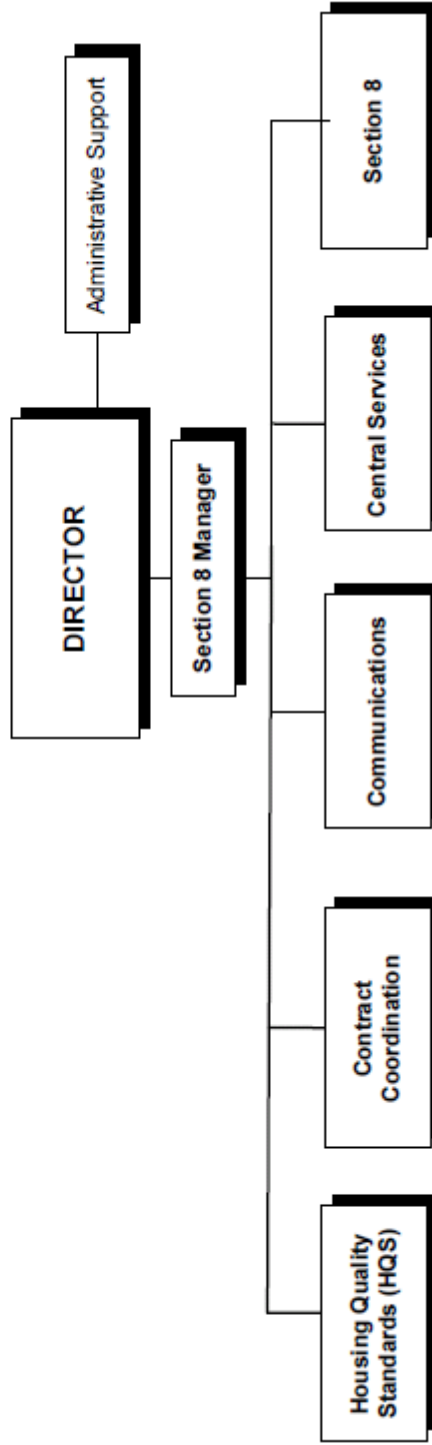 DIRECTOR
Administrative Support
Section 8 Manager
Housing Quality
Standards (HQS)
Contract
Coordination
Communications
Central Services
Section 8